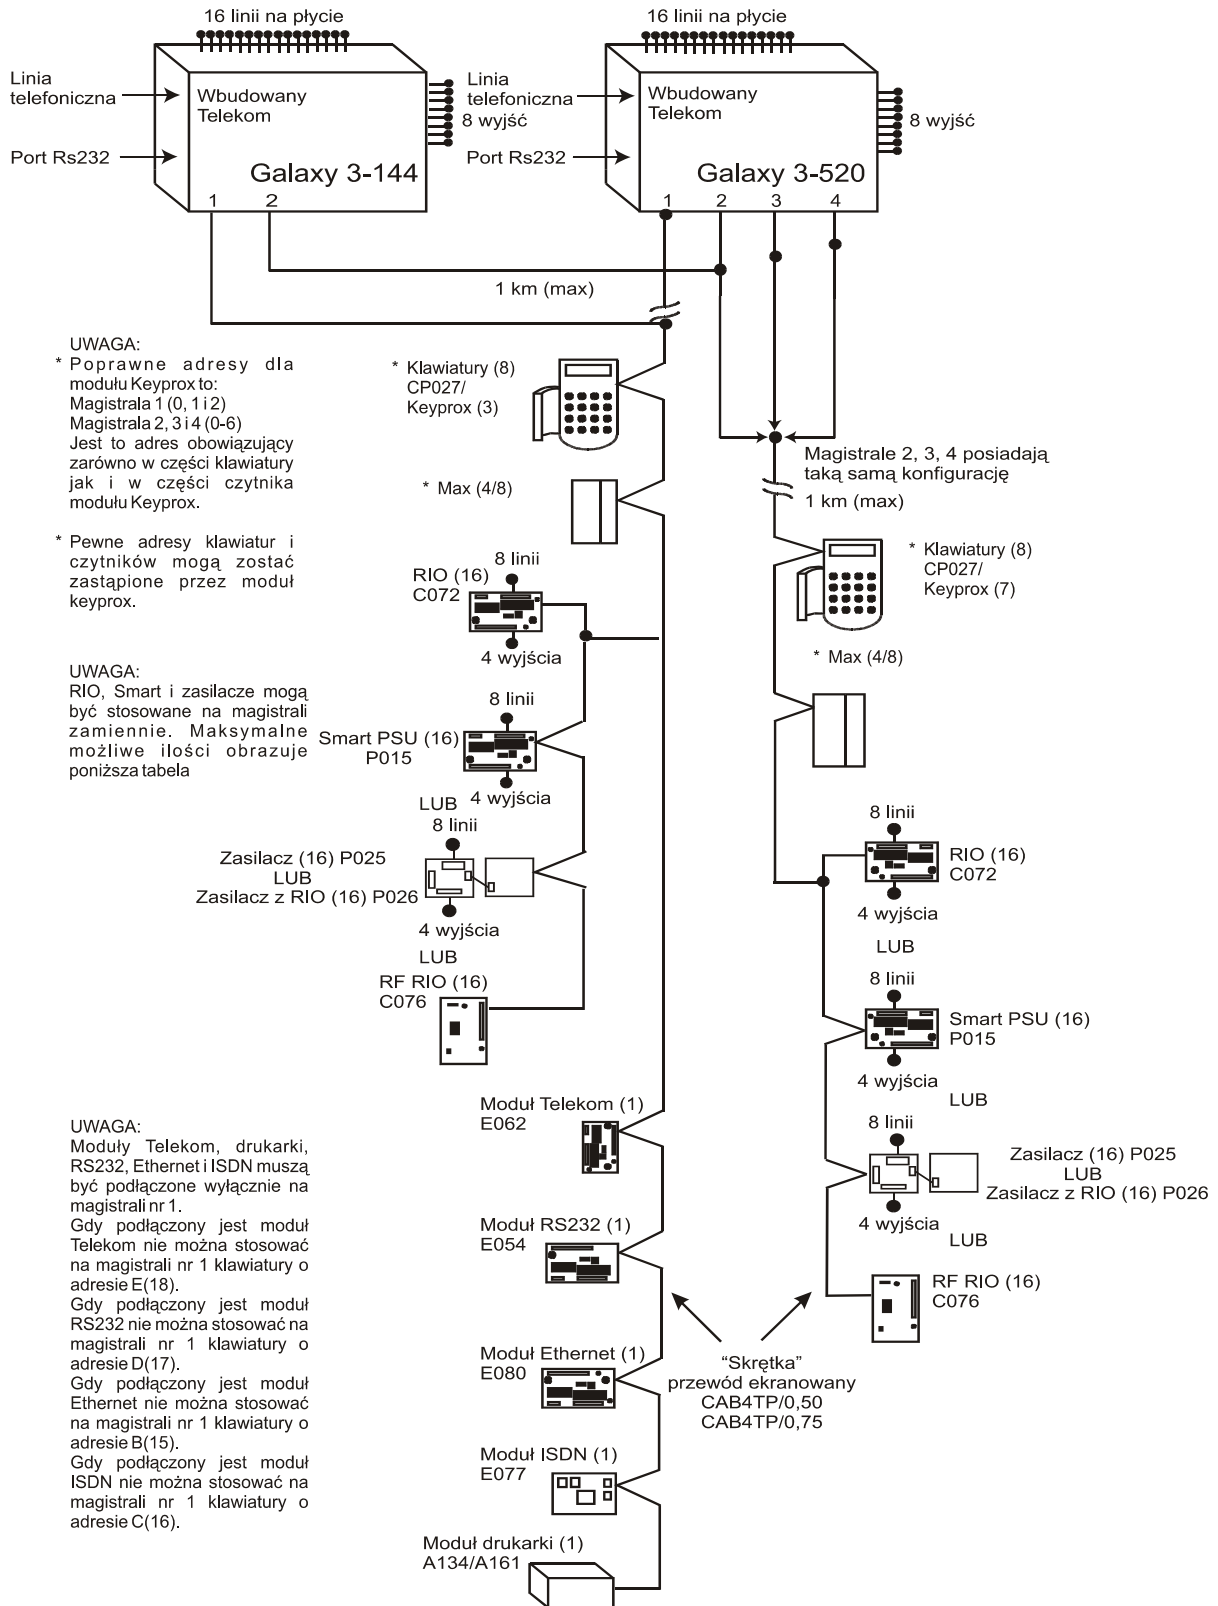 16 linii na płycie
Linia
telefoniczna
Wbudowany
Telekom
8 wyjść
Port Rs232
Galaxy 3-144
1
2
16 linii na płycie
Linia
telefoniczna
Wbudowany
Telekom
8 wyjść
Port Rs232
Galaxy 3-520
1
2
3
4
1 km (max)
UWAGA:
* Poprawne adresy dla
modułu Keyprox to:
Magistrala 1 (0, 1 i 2)
Magistrala 2, 3 i 4 (0-6)
Jest to adres obowiązujący
zarówno w części klawiatury
jak i w części czytnika
modułu Keyprox.
* Pewne adresy klawiatur i
czytników mogą zostać
zastąpione przez moduł
keyprox.
UWAGA:
RIO, Smart i zasilacze mogą
być stosowane na magistrali
zamiennie. Maksymalne
możliwe ilości obrazuje
poniższa tabela
* Klawiatury (8)
CP027/
Keyprox (3)
* Max (4/8)
8 linii
RIO (16)
C072
4 wyjścia
8 linii
Smart PSU (16)
P015
4 wyjścia
LUB
8 linii
Zasilacz (16) P025
LUB
Zasilacz z RIO (16) P026
4 wyjścia
LUB
RF RIO (16)
C076
Magistrale 2, 3, 4 posiadają
taką samą konfigurację
1 km (max)
* Klawiatury (8)
CP027/
Keyprox (7)
* Max (4/8)
8 linii
RIO (16)
C072
4 wyjścia
LUB
8 linii
Smart PSU (16)
P015
4 wyjścia
LUB
8 linii
Zasilacz (16) P025
LUB
Zasilacz z RIO (16) P026
4 wyjścia
LUB
RF RIO (16)
C076
UWAGA:
Moduły Telekom, drukarki,
RS232, Ethernet i ISDN muszą
być podłączone wyłącznie na
magistrali nr 1.
Gdy podłączony jest moduł
Telekom nie można stosować
na magistrali nr 1 klawiatury o
adresie E(18).
Gdy podłączony jest moduł
RS232 nie można stosować na
magistrali nr 1 klawiatury o
adresie D(17).
Gdy podłączony jest moduł
Ethernet nie można stosować
na magistrali nr 1 klawiatury o
adresie B(15).
Gdy podłączony jest moduł
ISDN nie można stosować na
magistrali nr 1 klawiatury o
adresie C(16).
Moduł Telekom (1)
E062
Moduł RS232 (1)
E054
Moduł Ethernet (1)
E080
Moduł ISDN (1)
E077
Moduł drukarki (1)
A134/A161
“Skrętka”
przewód ekranowany
CAB4TP/0,50
CAB4TP/0,75